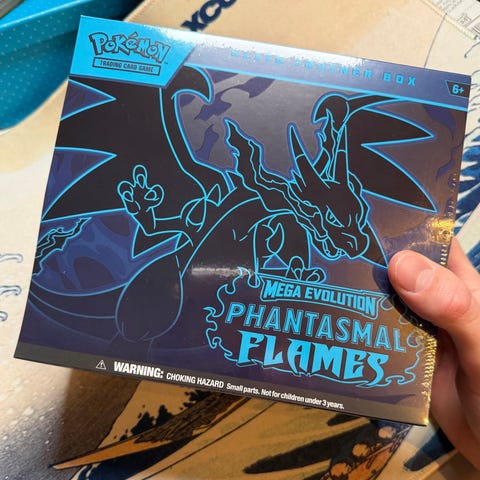 POKéMON
TRADING CARD GAME
ELITE TRAINER BOX
6+
MEGA EVOLUTION
PHANTASMAL
FLAMES
WARNING: CHOKING HAZARD Small parts. Not for children under 3 years.